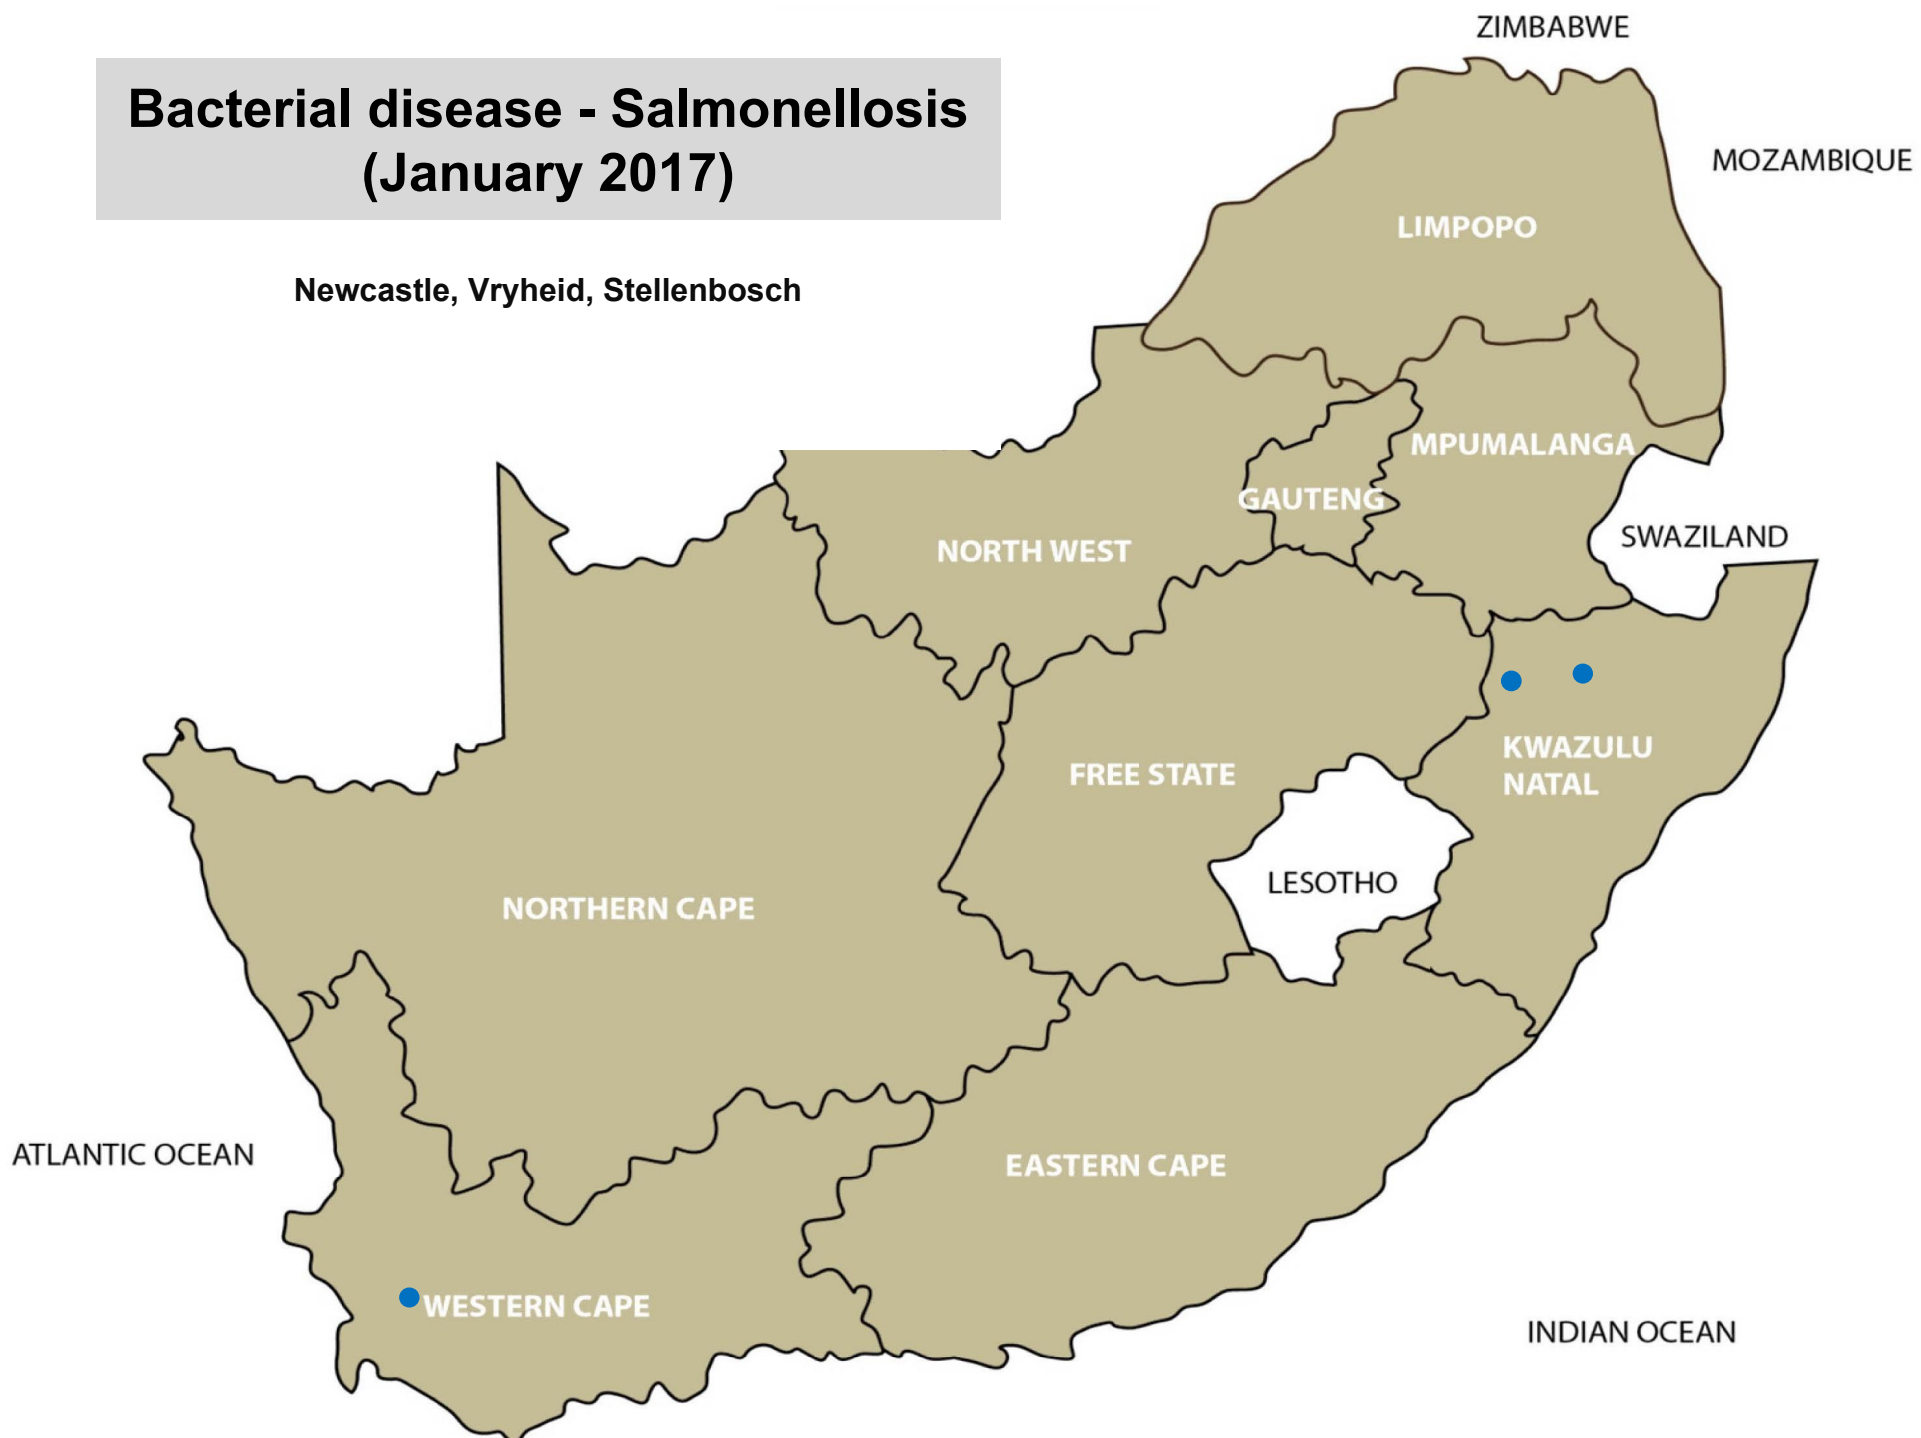 Bacterial disease - Salmonellosis
(January 2017)
Newcastle, Vryheid, Stellenbosch
ZIMBABWE
MOZAMBIQUE
LIMPOPO
MPUMALANGA
GAUTENG
SWAZILAND
NORTH WEST
KWAZULU
NATAL
FREE STATE
LESOTHO
NORTHERN CAPE
ATLANTIC OCEAN
EASTERN CAPE
WESTERN CAPE
INDIAN OCEAN